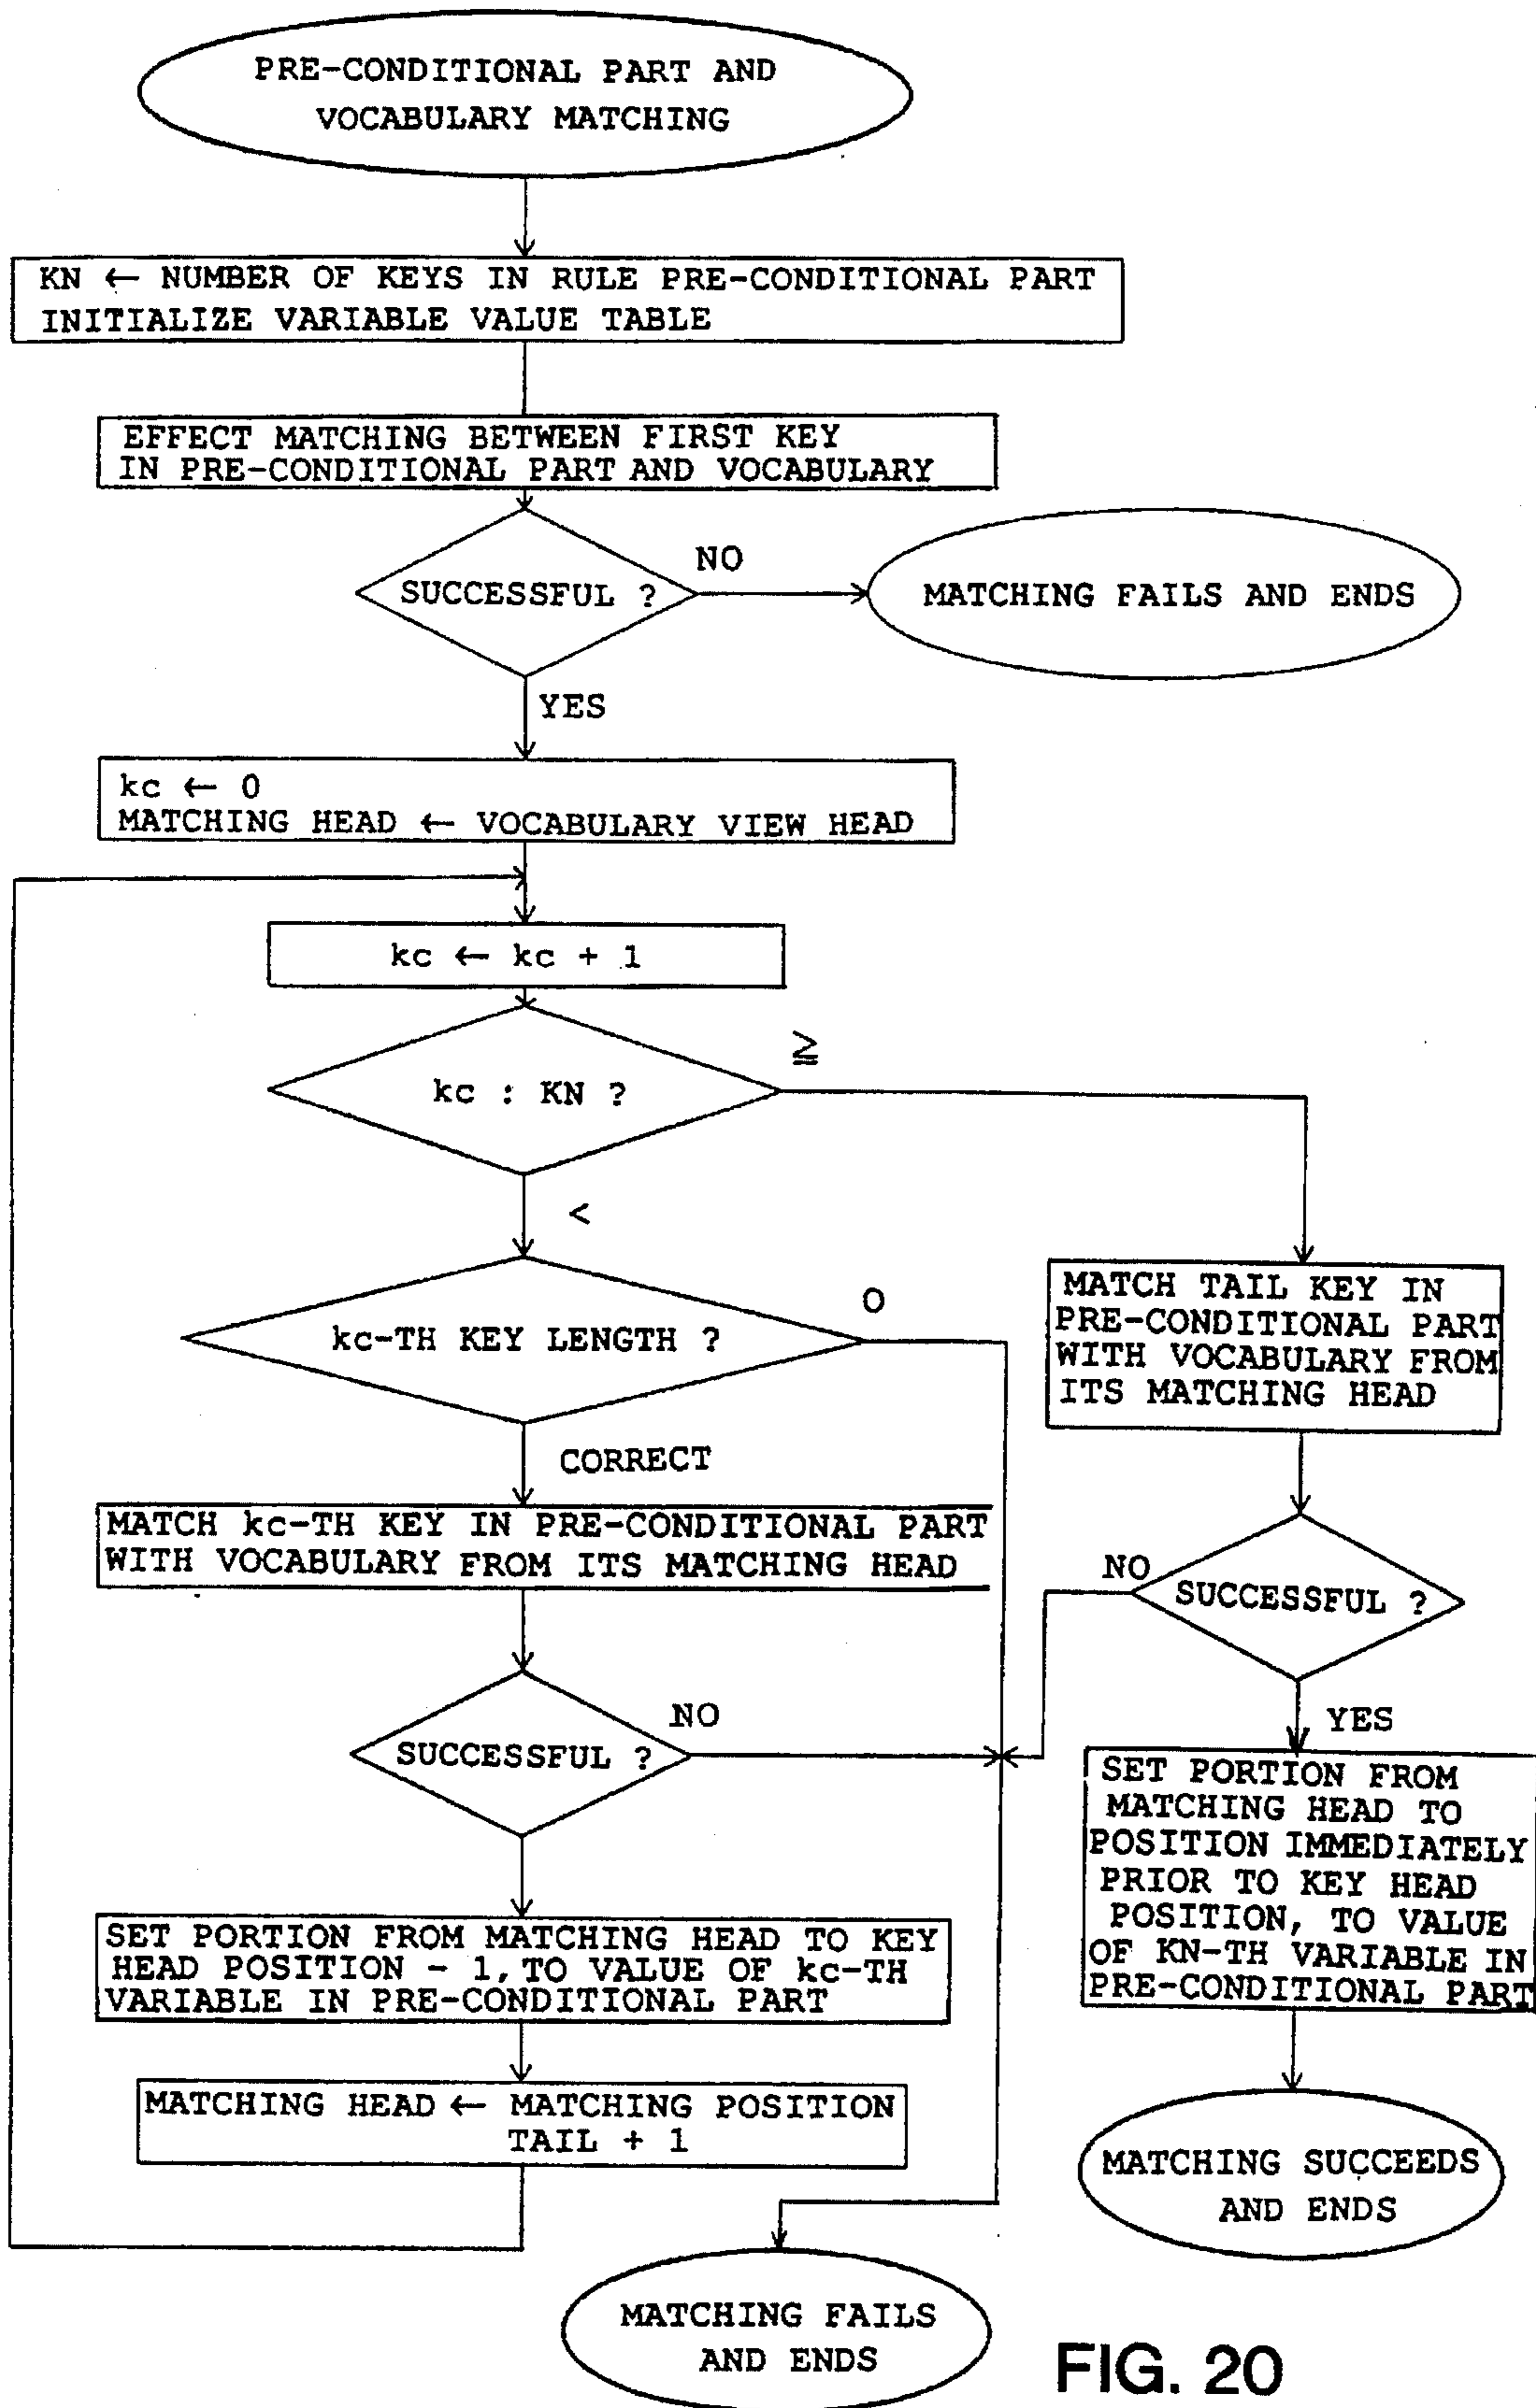 PRE-CONDITIONAL PART AND
VOCABULARY MATCHING
KN ← NUMBER OF KEYS IN RULE PRE-CONDITIONAL PART
INITIALIZE VARIABLE VALUE TABLE
EFFECT MATCHING BETWEEN FIRST KEY
IN PRE-CONDITIONAL PART AND VOCABULARY
SUCCESSFUL ?
NO
MATCHING FAILS AND ENDS
YES
kc ← 0
MATCHING HEAD ← VOCABULARY VIEW HEAD
kc ← kc + 1
kc : KN ?
≧
<
kc-TH KEY LENGTH ?
0
CORRECT
MATCH kc-TH KEY IN PRE-CONDITIONAL PART
WITH VOCABULARY FROM ITS MATCHING HEAD
SUCCESSFUL ?
NO
SET PORTION FROM MATCHING HEAD TO KEY
HEAD POSITION - 1, TO VALUE OF kc-TH
VARIABLE IN PRE-CONDITIONAL PART
MATCHING HEAD ← MATCHING POSITION
TAIL + 1
MATCHING FAILS
AND ENDS
MATCH TAIL KEY IN
PRE-CONDITIONAL PART
WITH VOCABULARY FROM
ITS MATCHING HEAD
NO
SUCCESSFUL ?
YES
SET PORTION FROM
MATCHING HEAD TO
POSITION IMMEDIATELY
PRIOR TO KEY HEAD
POSITION, TO VALUE
OF KN-TH VARIABLE IN
PRE-CONDITIONAL PART
MATCHING SUCCEEDS
AND ENDS
FIG. 20